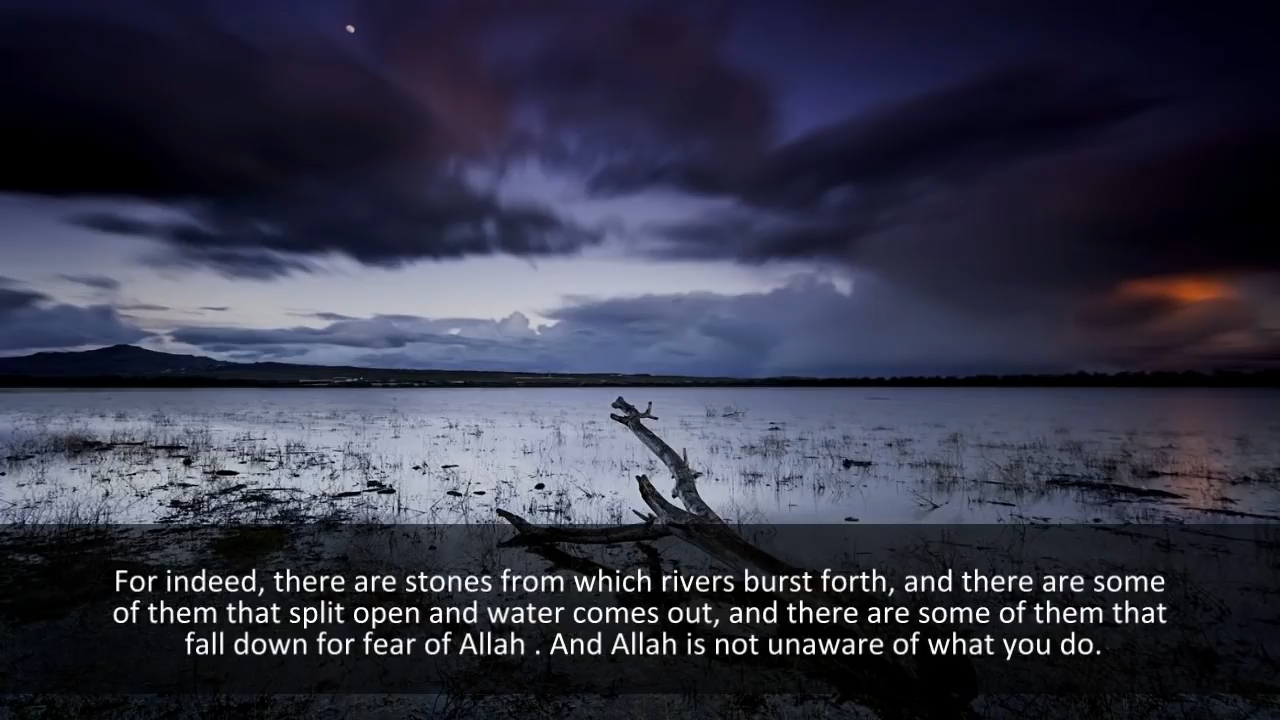 For indeed, there are stones from which rivers burst forth, and there are some
of them that split open and water comes out, and there are some of them that
fall down for fear of Allah . And Allah is not unaware of what you do.